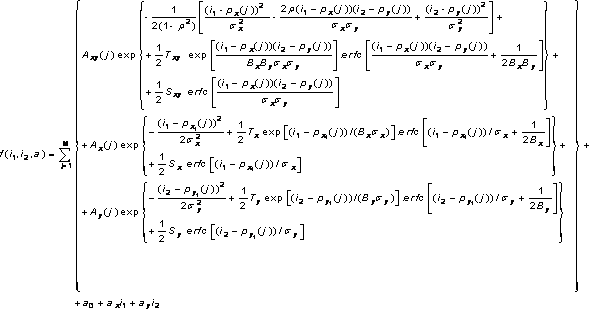 f(i₁,i₂,a) = Σ_{j=1}^{N} { A_xy(j) exp { - 1/(2(1-ρ²)) [ (i₁ - p_x(j))²/σ_x² - 2ρ(i₁ - p_x(j))(i₂ - p_y(j))/(σ_xσ_y) + (i₂ - p_y(j))²/σ_y² ] +
+ 1/2 T_xy exp [ (i₁ - p_x(j))(i₂ - p_y(j))/(B_xB_yσ_xσ_y) ] .erfc [ (i₁ - p_x(j))(i₂ - p_y(j))/(σ_xσ_y) + 1/(2B_xB_y) ]
+ 1/2 S_xy erfc [ (i₁ - p_x(j))(i₂ - p_y(j))/(σ_xσ_y) ] } +
+ A_x(j) exp { - (i₁ - p_x₁(j))²/(2σ_x²) + 1/2 T_x exp [ (i₁ - p_x₁(j))/(B_xσ_x) ] .erfc [ (i₁ - p_x₁(j))/σ_x + 1/(2B_x) ]
+ 1/2 S_x erfc [ (i₁ - p_x₁(j))/σ_x ] } +
+ A_y(j) exp { - (i₂ - p_y₁(j))²/(2σ_y²) + 1/2 T_y exp [ (i₂ - p_y₁(j))/(B_yσ_y) ] .erfc [ (i₂ - p_y₁(j))/σ_y + 1/(2B_y) ]
+ 1/2 S_y erfc [ (i₂ - p_y₁(j))/σ_y ] } } +
+ a₀ + a_x i₁ + a_y i₂